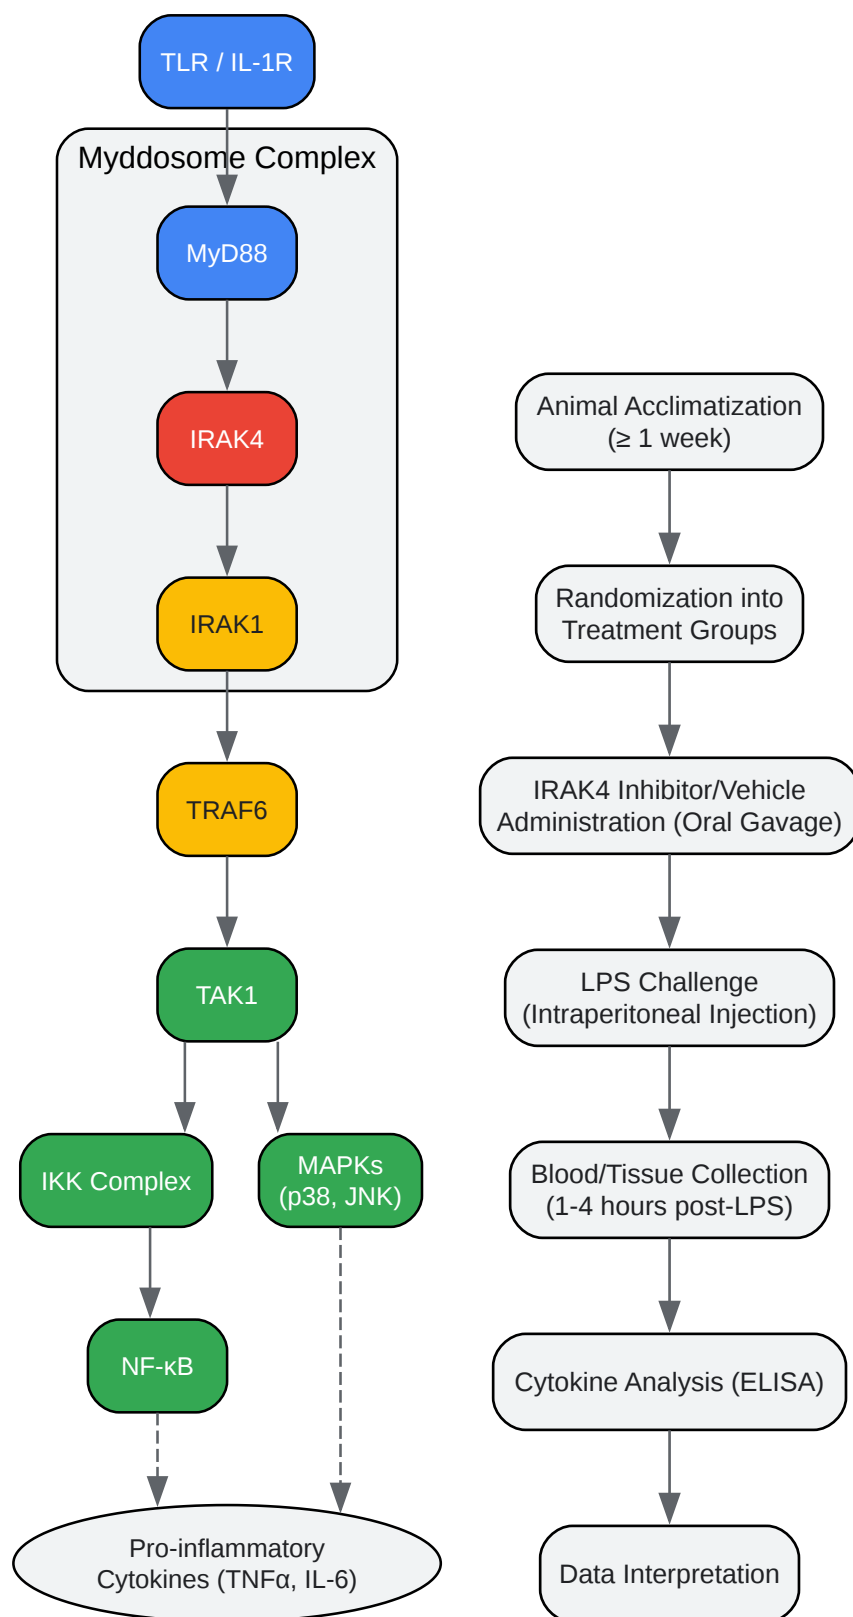 TLR / IL-1R
Myddosome Complex
MyD88
IRAK4
IRAK1
TRAF6
TAK1
IKK Complex
MAPKs
(p38, JNK)
NF-κB
Pro-inflammatory
Cytokines (TNFα, IL-6)
Animal Acclimatization
(≥ 1 week)
Randomization into
Treatment Groups
IRAK4 Inhibitor/Vehicle
Administration (Oral Gavage)
LPS Challenge
(Intraperitoneal Injection)
Blood/Tissue Collection
(1-4 hours post-LPS)
Cytokine Analysis (ELISA)
Data Interpretation